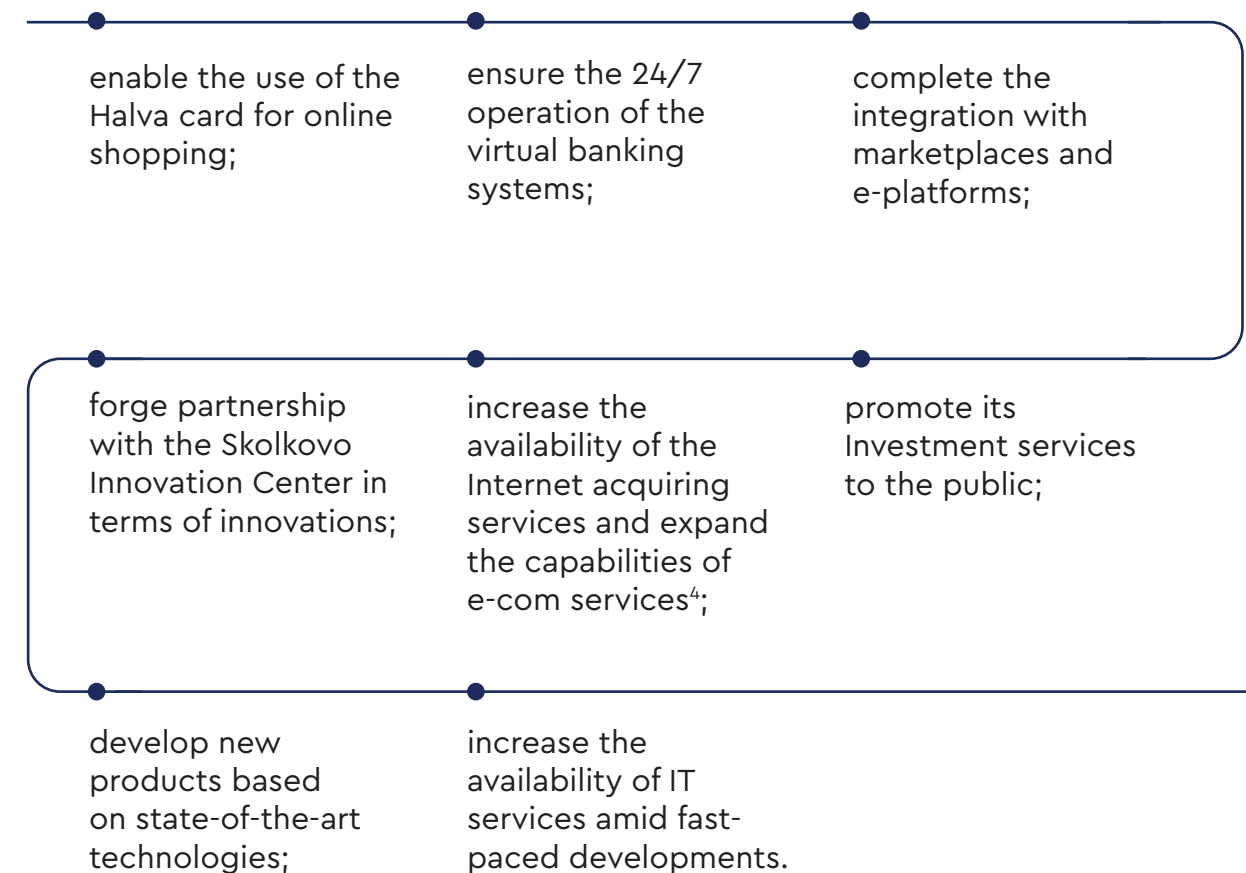 enable the use of the
Halva card for online
shopping;
ensure the 24/7
operation of the
virtual banking
systems;
complete the
integration with
marketplaces and
e-platforms;
forge partnership
with the Skolkovo
Innovation Center in
terms of innovations;
increase the
availability of the
Internet acquiring
services and expand
the capabilities of
e-com services⁴;
promote its
Investment services
to the public;
develop new
products based
on state-of-the-art
technologies;
increase the
availability of IT
services amid fast-
paced developments.